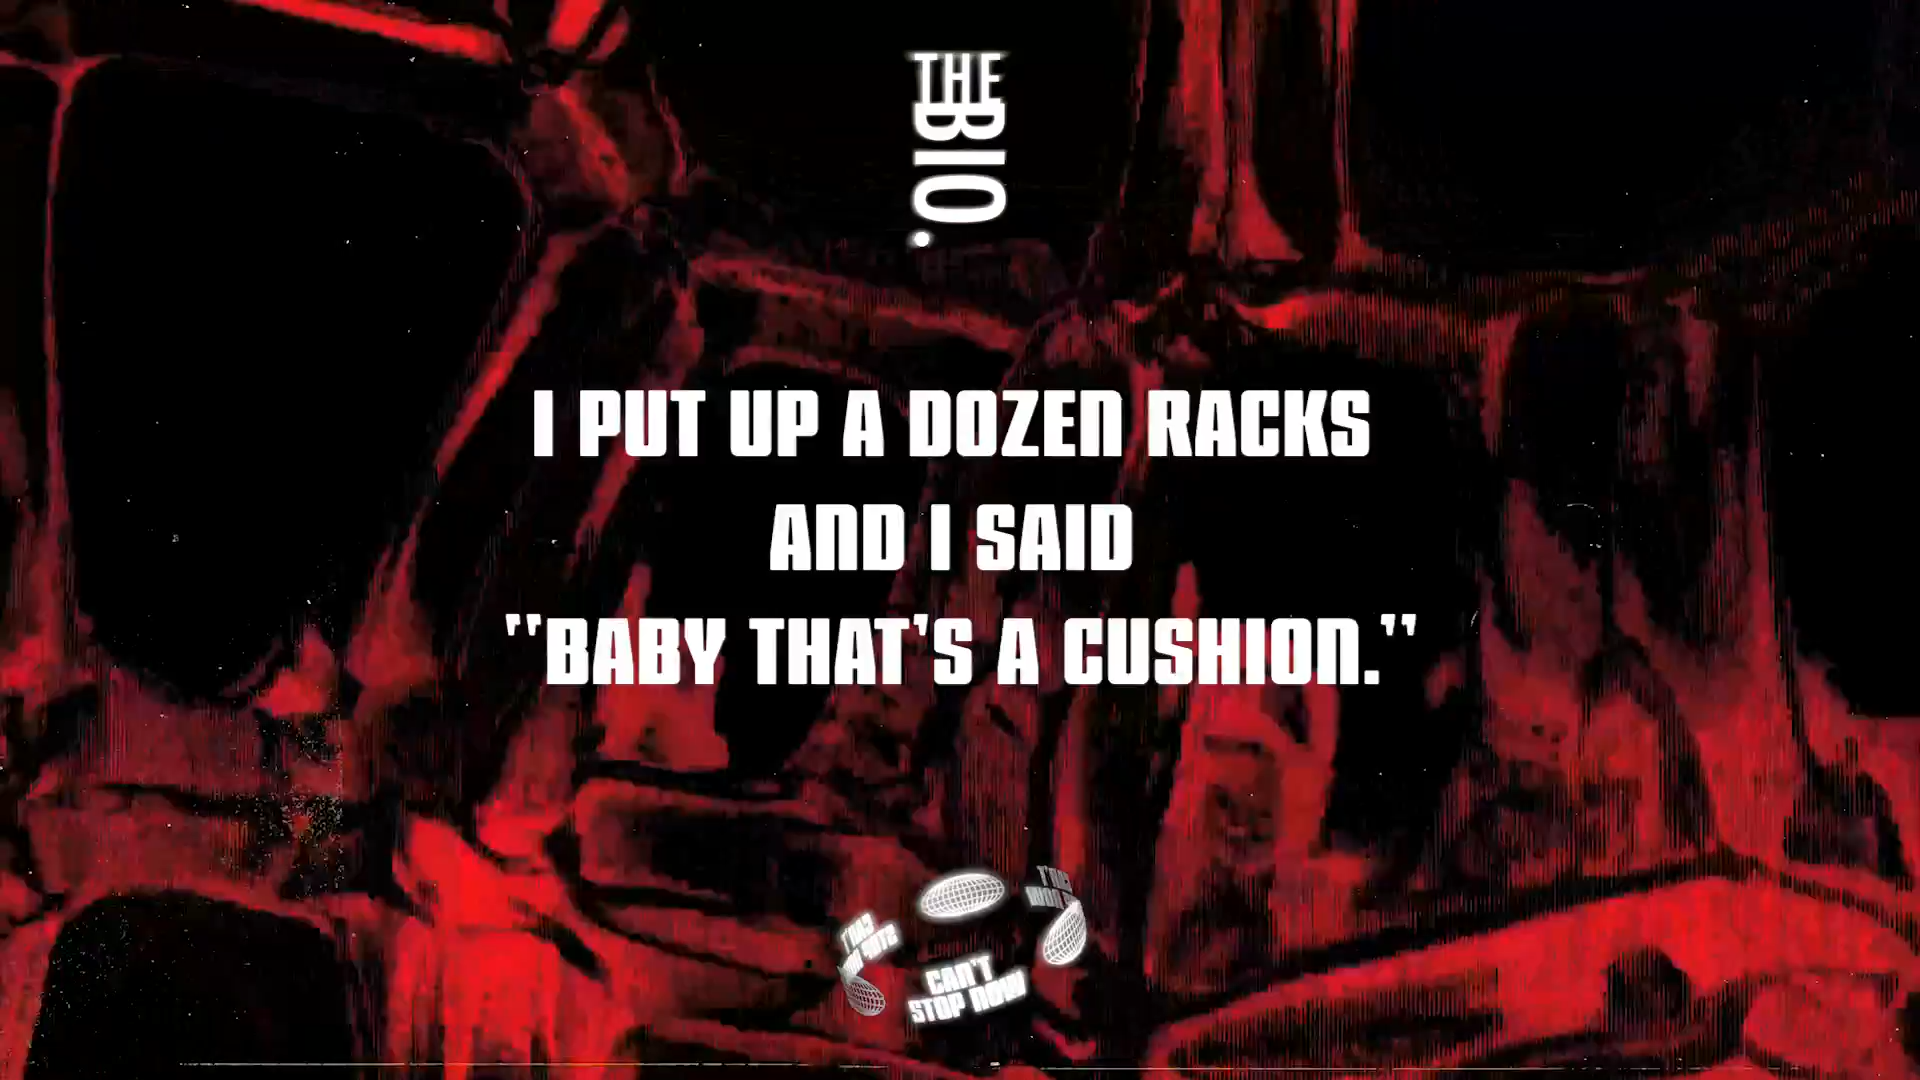 THE
BIO.
I PUT UP A DOZEN RACKS
AND I SAID
"BABY THAT'S A CUSHION."
CAN'T
STOP NOW